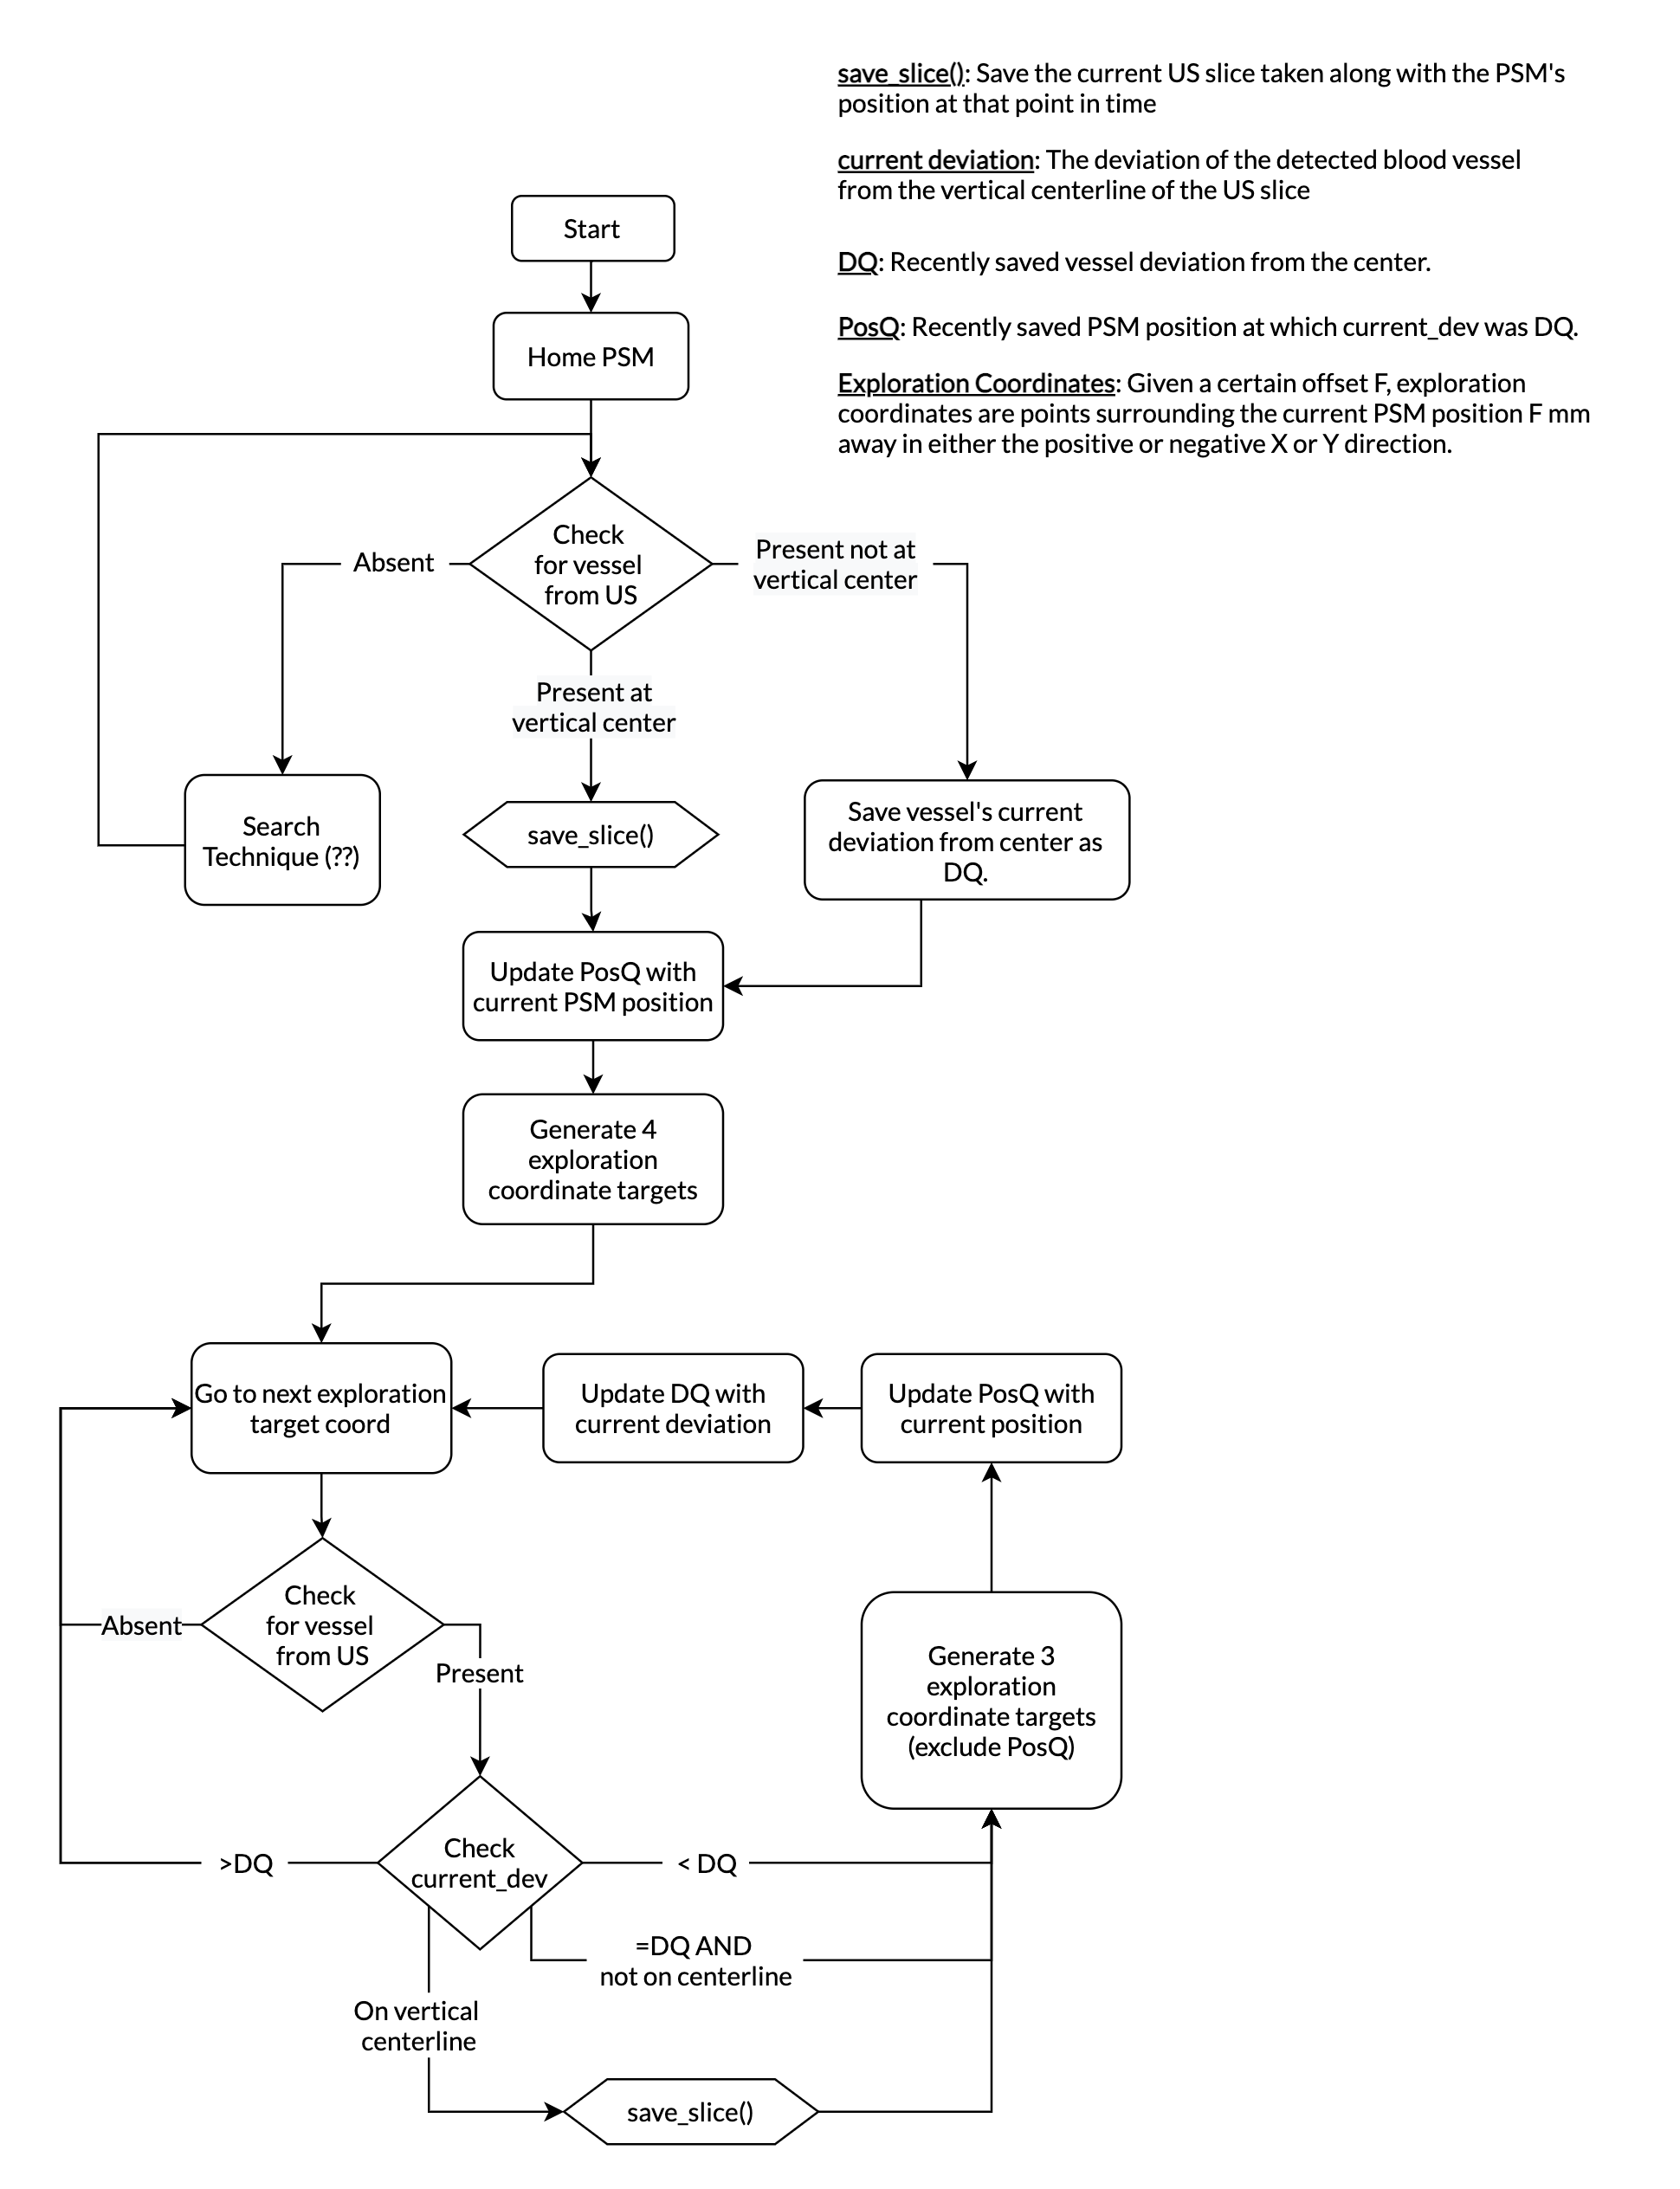 save_slice(): Save the current US slice taken along with the PSM's
position at that point in time
current deviation: The deviation of the detected blood vessel
from the vertical centerline of the US slice
DQ: Recently saved vessel deviation from the center.
PosQ: Recently saved PSM position at which current_dev was DQ.
Exploration Coordinates: Given a certain offset F, exploration
coordinates are points surrounding the current PSM position F mm
away in either the positive or negative X or Y direction.
Start
Home PSM
Check
for vessel
from US
Absent
Present not at
vertical center
Present at
vertical center
Search
Technique (??)
save_slice()
Save vessel's current
deviation from center as
DQ.
Update PosQ with
current PSM position
Generate 4
exploration
coordinate targets
Go to next exploration
target coord
Update DQ with
current deviation
Update PosQ with
current position
Check
for vessel
from US
Absent
Present
Generate 3
exploration
coordinate targets
(exclude PosQ)
Check
current_dev
>DQ
< DQ
=DQ AND
not on centerline
On vertical
centerline
save_slice()